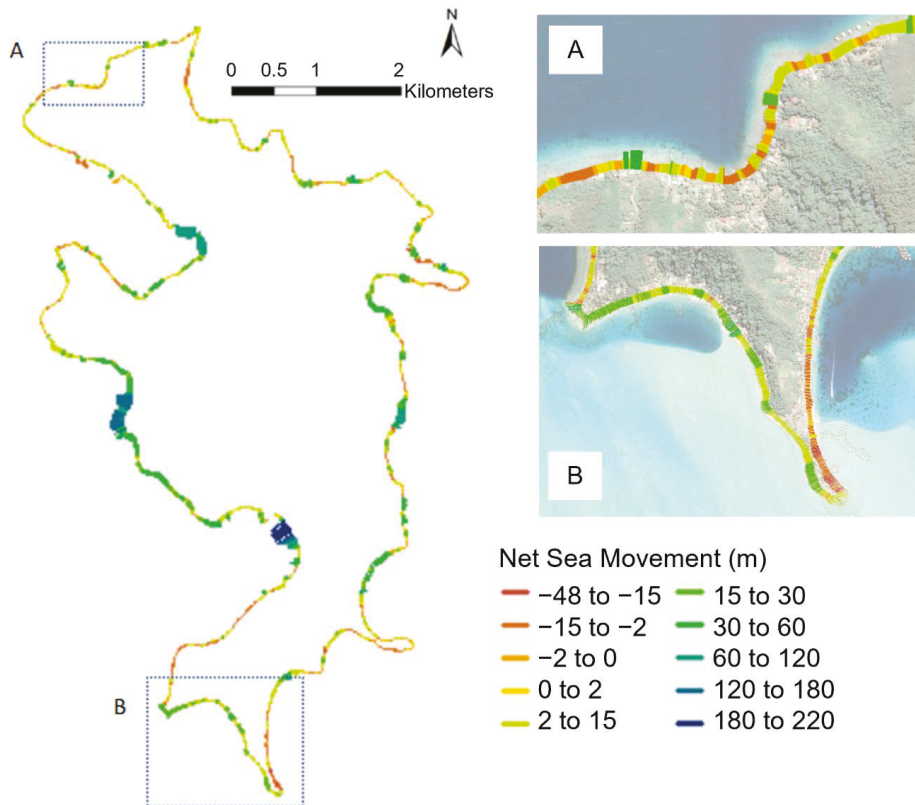 A
N
0 0.5 1 2
Kilometers
B
A
B
Net Sea Movement (m)
−48 to −15
−15 to −2
−2 to 0
0 to 2
2 to 15
15 to 30
30 to 60
60 to 120
120 to 180
180 to 220